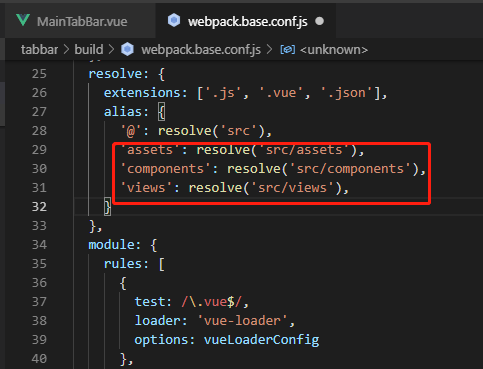 MainTabBar.vue webpack.base.conf.js
tabbar > build > webpack.base.conf.js > <unknown>
25 resolve: {
26 extensions: ['.js', '.vue', '.json'],
27 alias: {
28 '@': resolve('src'),
29 'assets': resolve('src/assets'),
30 'components': resolve('src/components'),
31 'views': resolve('src/views'),
32 }
33 },
34 module: {
35 rules: [
36 {
37 test: /\.vue$/,
38 loader: 'vue-loader',
39 options: vueLoaderConfig
40 },